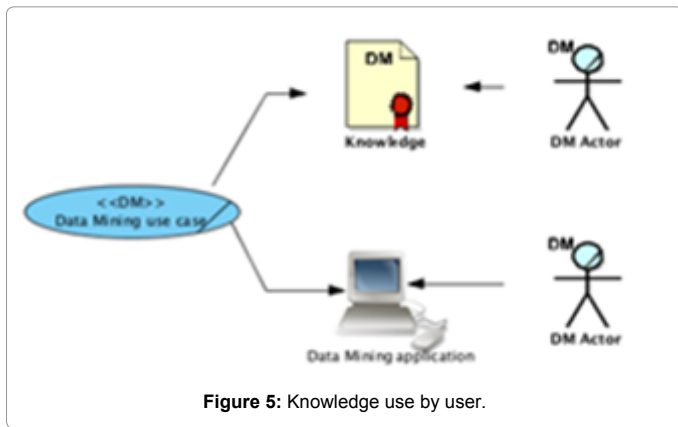 DM
Knowledge
DM
DM Actor
<<DM>>
Data Mining use case
Data Mining application
DM
DM Actor
Figure 5: Knowledge use by user.